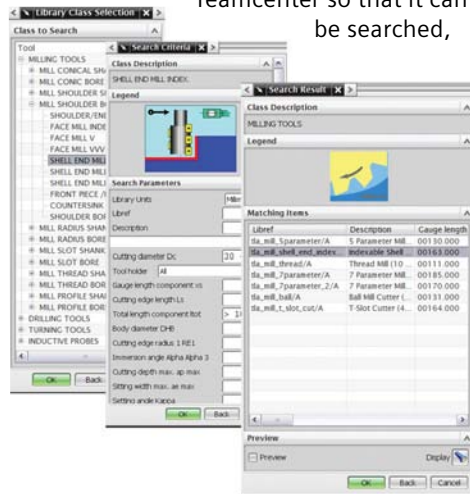 Teamcenter so that it can
be searched,
Library Class Selection
Class to Search
Tool
MILLING TOOLS
MILL CONICAL SHA
MILL CONIC BORE
MILL SHOULDER S
MILL SHOULDER B
SHOULDER/EN
FACE MILL INDE
FACE MILL V
FACE MILL VVV
SHELL END MIL
SHELL END MIL
SHELL END MIL
FRONT PIECE /
COUNTERSINK
SHOULDER BOR
MILL RADIUS SHAN
MILL RADIUS BORE
MILL SLOT SHANK
MILL SLOT BORE
MILL THREAD SHA
MILL THREAD BOR
MILL PROFILE SHA
MILL PROFILE BOR
DRILLING TOOLS
TURNING TOOLS
INDUCTIVE PROBES
OK Back
Search Criteria
Class Description
SHELL END MILL INDEX.
Legend
Search Parameters
Library Units
Libref
Description
Cutting diameter Dc 20
Tool holder All
Gauge length component xs
Cutting edge length Ls
Total length component ltot >
Body diameter DHB
Cutting edge radius 1 RE1
Immersion angle Alpha Alpha 3
Cutting depth max. ap max
Sitting width max. ae max
Setting angle Kappa
OK Back
Search Result
Class Description
MILLING TOOLS
Legend
Matching Items
Libref Description Gauge length
tla_mill_5parameter/A 5 Parameter Mill... 00130.000
tla_mill_shell_end_index... Indexable Shell 00163.000
tla_mill_thread/A Thread Mill (10 ... 00111.000
tla_mill_7parameter/A 7 Parameter Mill... 00185.000
tla_mill_7parameter_2/A 7 Parameter Mill... 00170.000
tla_mill_ball/A Ball Mill Cutter (... 00131.000
tla_mill_t_slot_cut/A T-Slot Cutter (4... 00164.000
Preview
Preview Display
OK Back Cancel